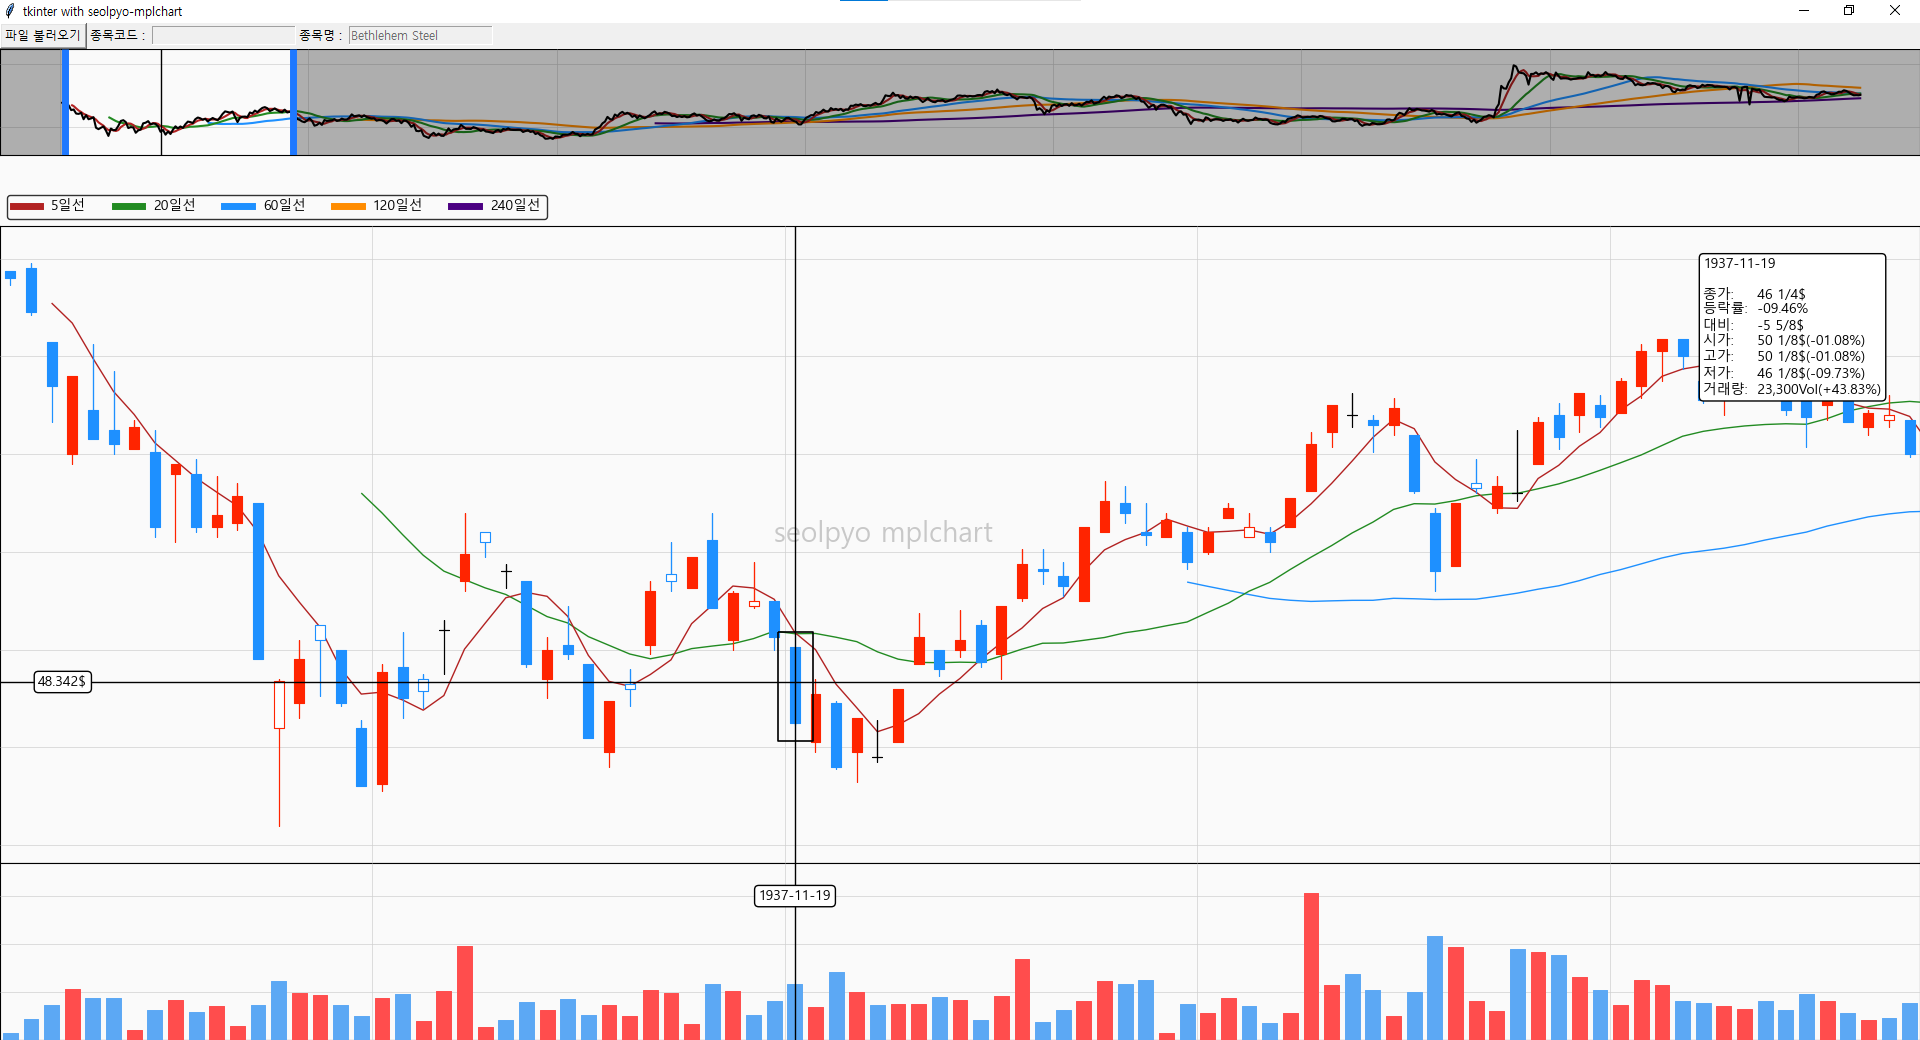 tkinter with seolpyo-mplchart
파일 불러오기 종목코드 : 종목명 : Bethlehem Steel
5일선 20일선 60일선 120일선 240일선
1937-11-19
종가: 46 1/4$
등락률: -09.46%
대비: -5 5/8$
시가: 50 1/8$(-01.08%)
고가: 50 1/8$(-01.08%)
저가: 46 1/8$(-09.73%)
거래량: 23,300Vol(+43.83%)
seolpyo mplchart
48.342$
1937-11-19